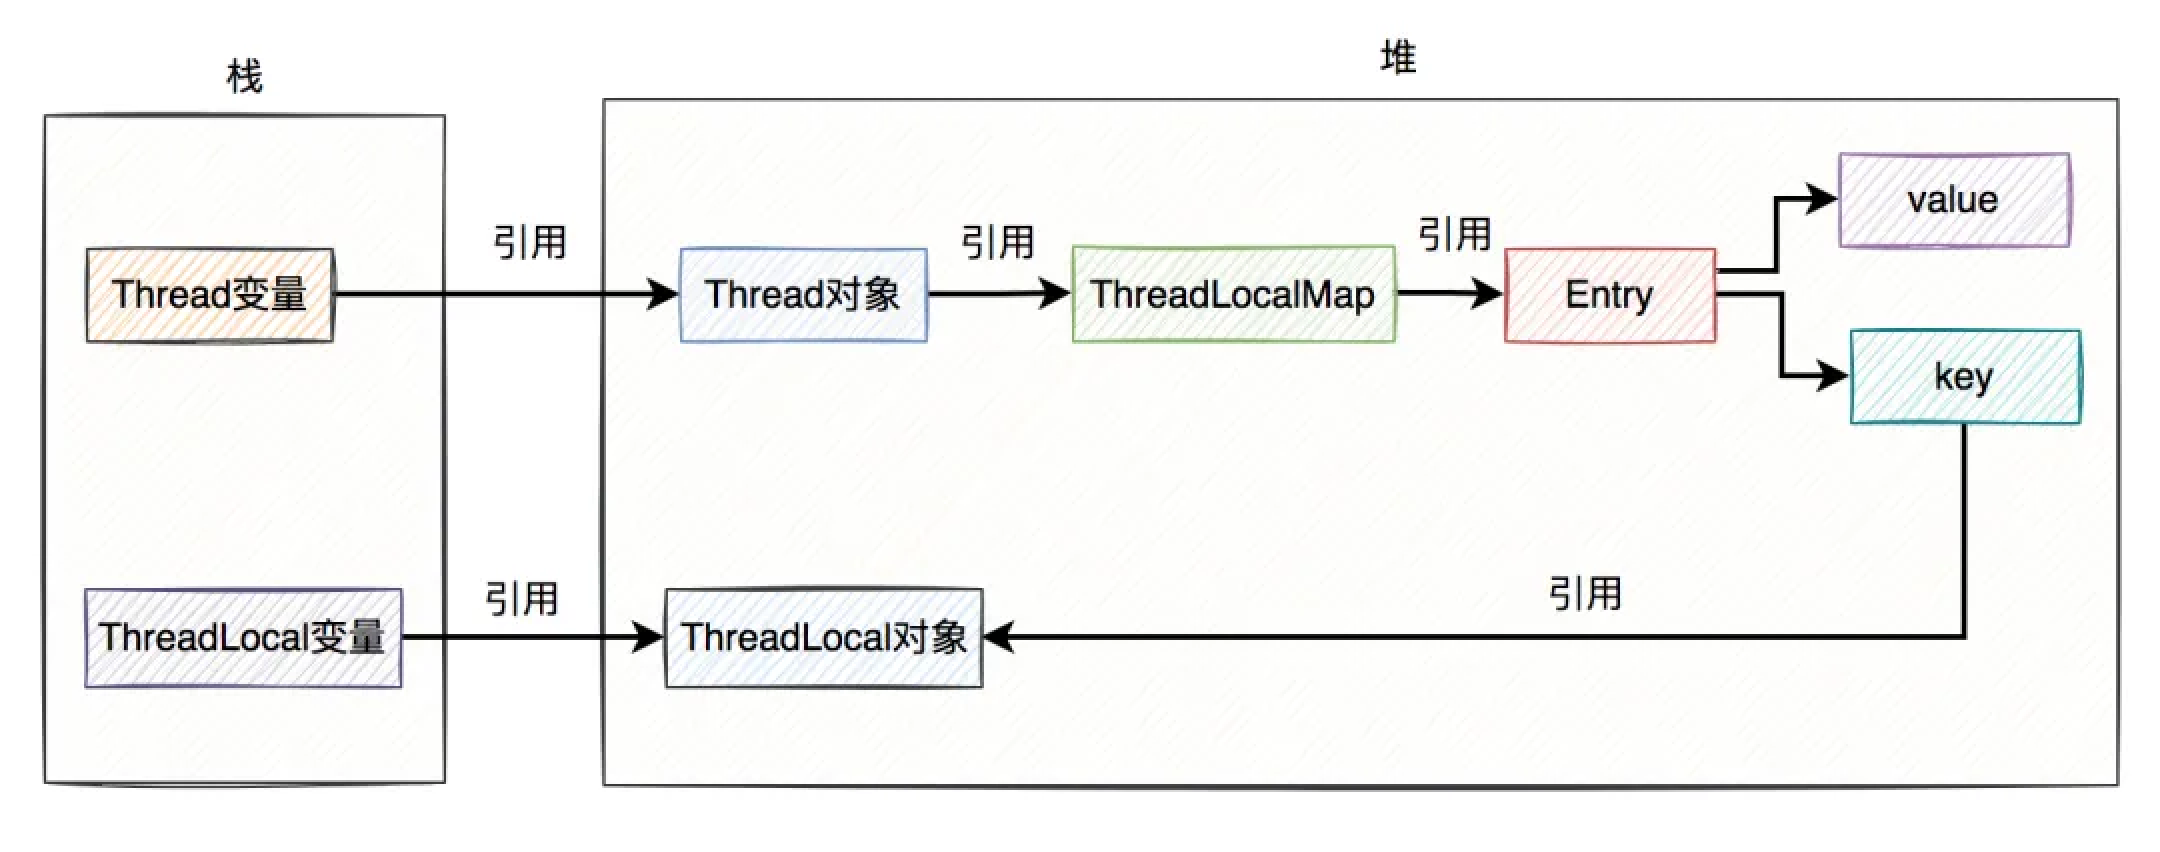 栈
堆
引用
引用
引用
value
Thread变量
Thread对象
ThreadLocalMap
Entry
key
引用
引用
ThreadLocal变量
ThreadLocal对象